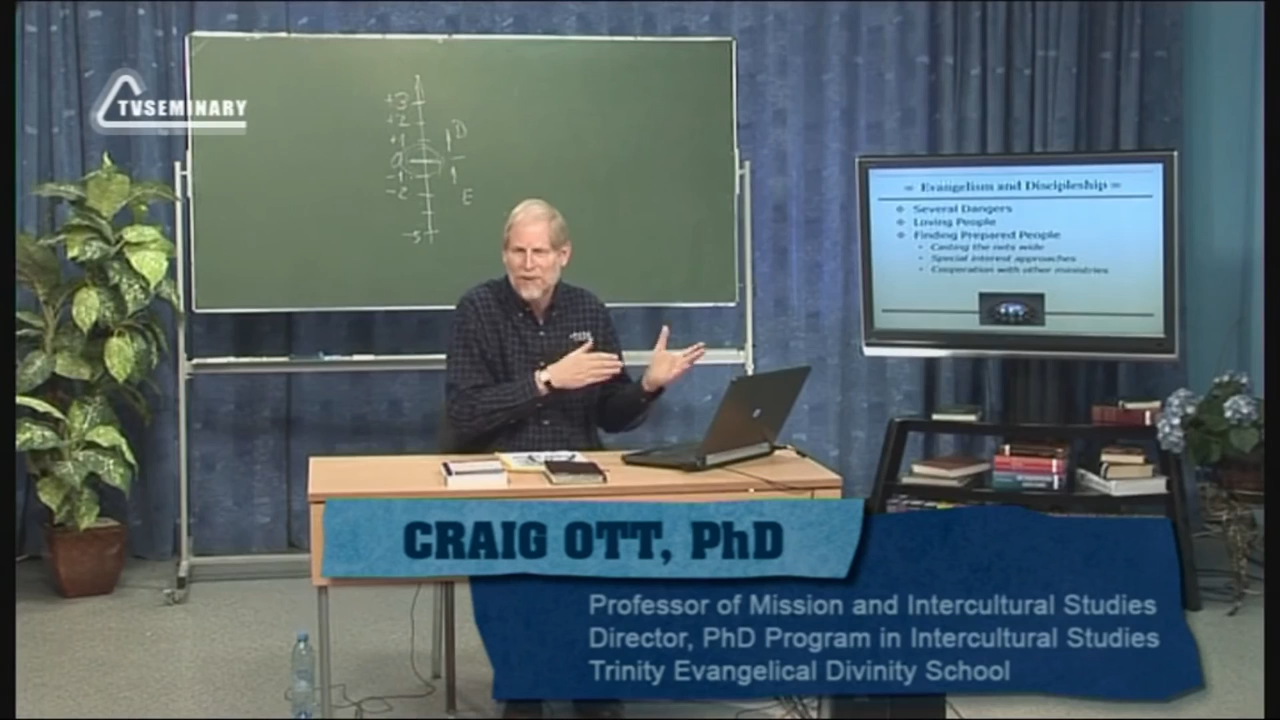 TVSEMINARY
+3
+2
+1
0
-1
-2
-5
D
E
Evangelism and Discipleship
Several Dangers
Loving People
Finding Prepared People
Casting the nets wide
Special interest approaches
Cooperation with other ministries
CRAIG OTT, PhD
Professor of Mission and Intercultural Studies
Director, PhD Program in Intercultural Studies
Trinity Evangelical Divinity School